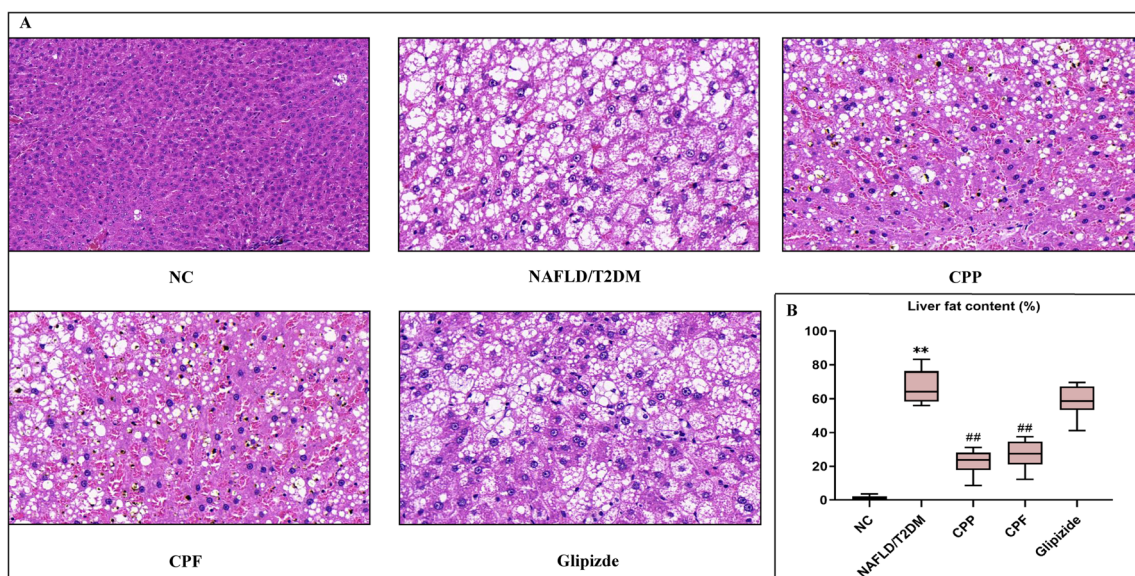 A
NC
NAFLD/T2DM
CPP
CPF
Glipizde
B
Liver fat content (%)
100
80
60
40
20
0
**
##
##
NC
NAFLD/T2DM
CPP
CPF
Glipizide